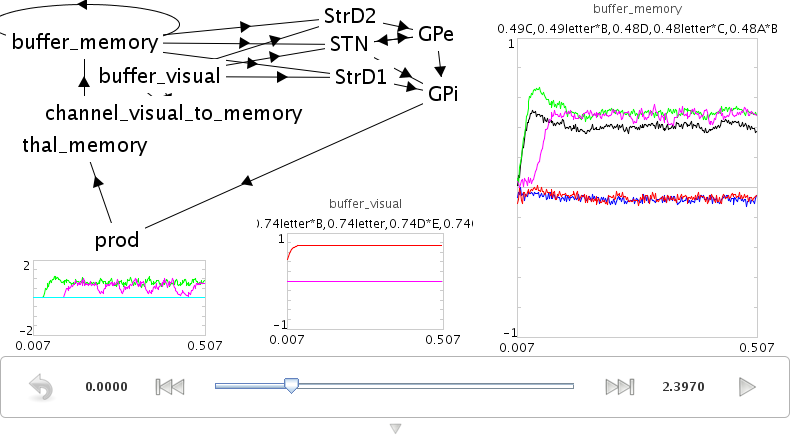 StrD2
buffer_memory
STN
GPe
buffer_visual
StrD1
GPi
channel_visual_to_memory
thal_memory
prod
2
-2
0.007
0.507
buffer_visual
0.74letter*B,0.74letter,0.74D*E,0.74
1
-1
0.007
0.507
buffer_memory
0.49C,0.49letter*B,0.48D,0.48letter*C,0.48A*B
1
-1
0.007
0.507
0.0000
2.3970